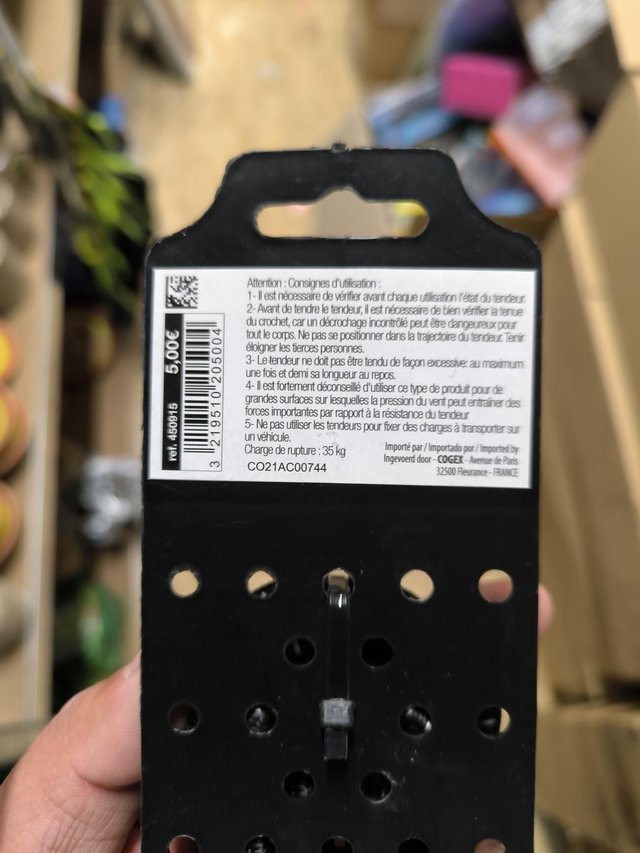 Attention : Consignes d'utilisation :
1- Il est nécessaire de vérifier avant chaque utilisation l'état du tendeur.
2- Avant de tendre le tendeur, il est nécessaire de bien vérifier la tenue
du crochet, car un décrochage incontrôlé peut être dangeureux pour
tout le corps. Ne pas se positionner dans la trajectoire du tendeur. Tenir
éloigner les tierces personnes.
3- Le tendeur ne doit pas être tendu de façon excessive: au maximum
une fois et demi sa longueur au repos.
4- Il est fortement déconseillé d'utiliser ce type de produit pour de
grandes surfaces sur lesquelles la pression du vent peut entraîner des
forces importantes par rapport à la résistance du tendeur
5- Ne pas utiliser les tendeurs pour fixer des charges à transporter sur
un véhicule.
Charge de rupture : 35 kg
CO21AC00744
Importé par / Importado por / Imported by
Ingevoerd door - COGEX - Avenue de Paris
32500 Fleurance - FRANCE
ref. 450915 5,00€
3 219510 205004